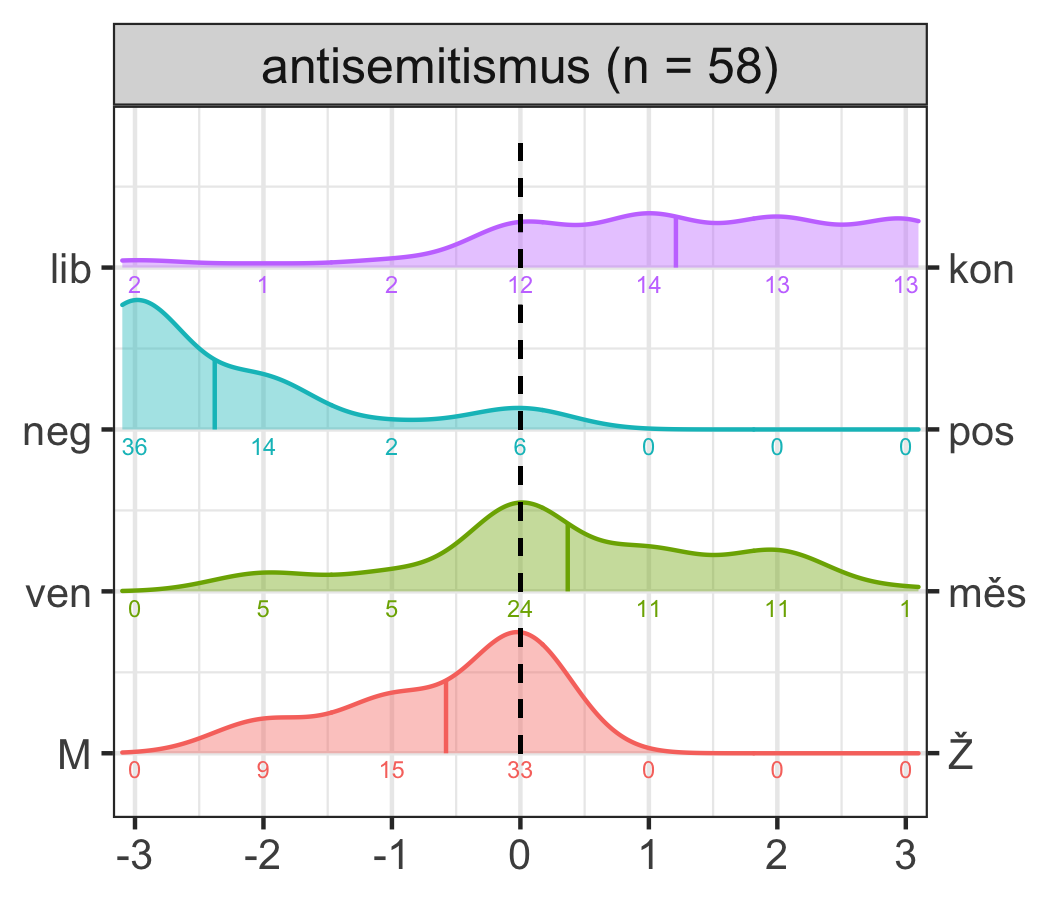 antisemitismus (n = 58)
lib kon
2 1 2 12 14 13 13
neg pos
36 14 2 6 0 0 0
ven měs
0 5 5 24 11 11 1
M Ž
0 9 15 33 0 0 0
-3 -2 -1 0 1 2 3